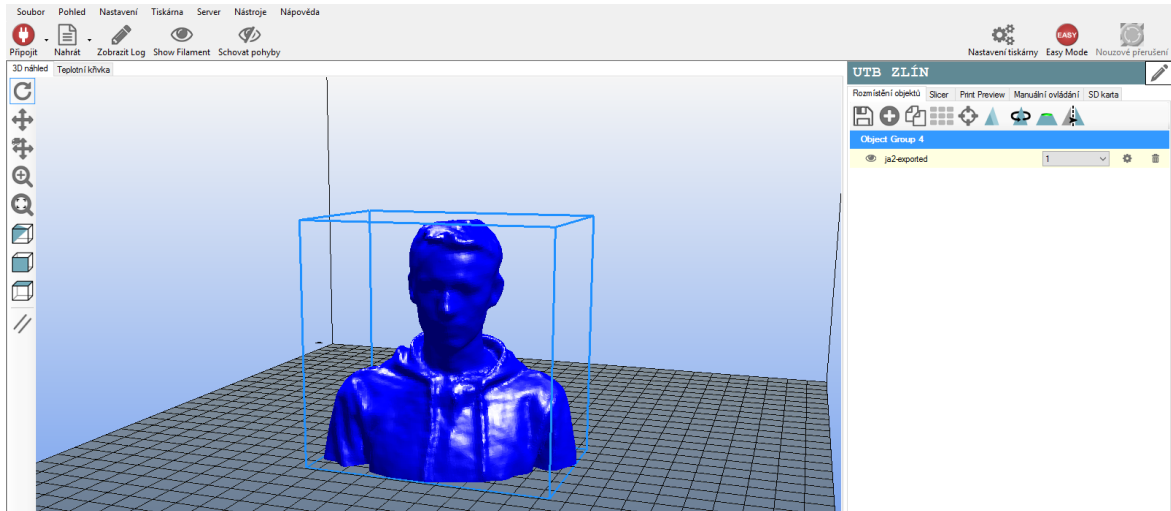 Soubor Pohled Nastavení Tiskárna Server Nástroje Nápověda
Připojit Nahrát Zobrazit Log Show Filament Schovat pohyby Nastavení tiskárny EASY Easy Mode Nouzové přerušení
3D náhled Teplotní křivka
UTB ZLÍN
Rozmístění objektů Slicer Print Preview Manuální ovládání SD karta
Object Group 4
ja2-exported 1